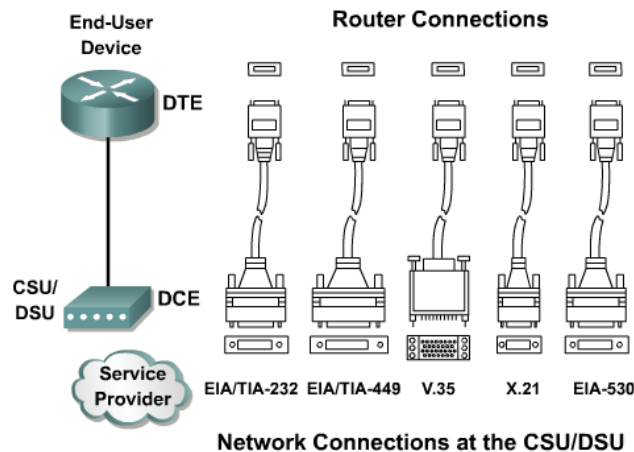 Router Connections
End-User
Device
DTE
CSU/
DSU
DCE
Service
Provider
EIA/TIA-232 EIA/TIA-449 V.35 X.21 EIA-530
Network Connections at the CSU/DSU